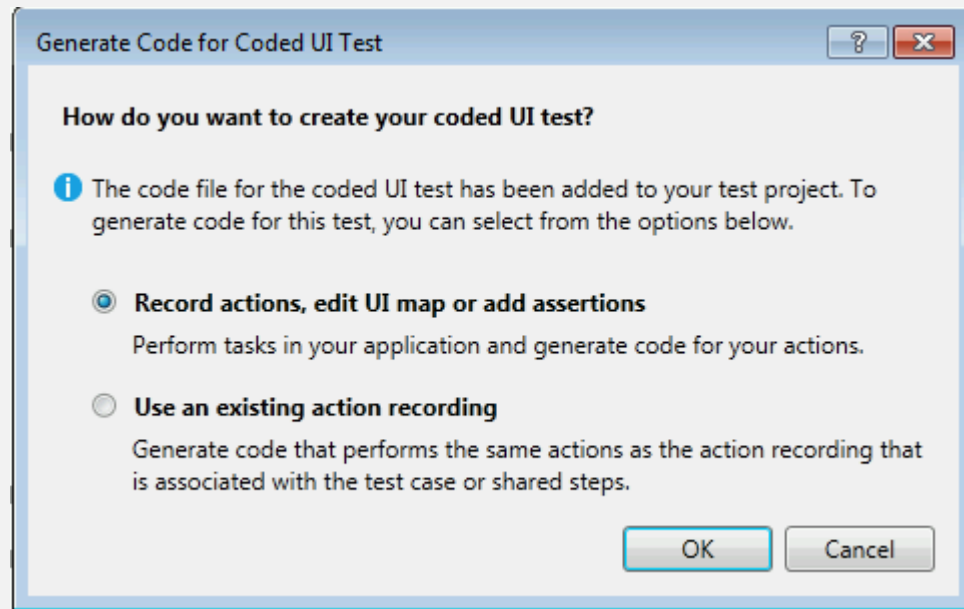 Generate Code for Coded UI Test
How do you want to create your coded UI test?
The code file for the coded UI test has been added to your test project. To
generate code for this test, you can select from the options below.
Record actions, edit UI map or add assertions
Perform tasks in your application and generate code for your actions.
Use an existing action recording
Generate code that performs the same actions as the action recording that
is associated with the test case or shared steps.
OK Cancel